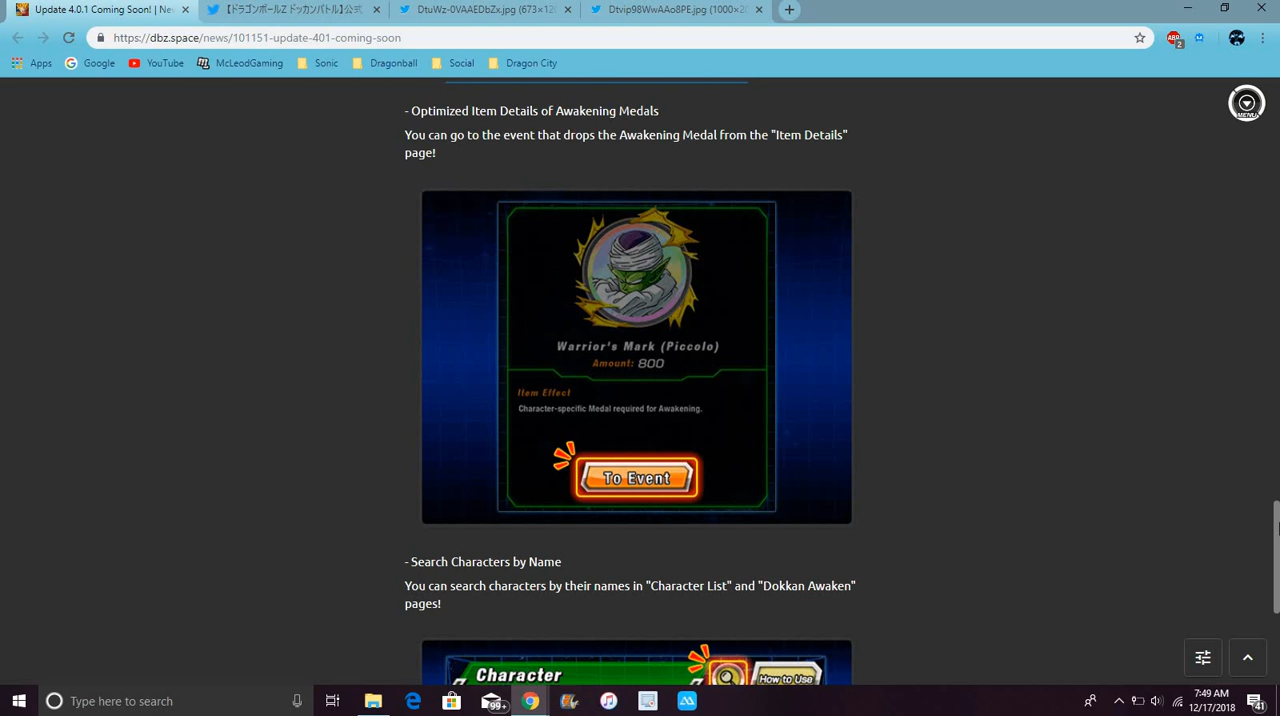 Update 4.0.1 Coming Soon! | Ne
【ドラゴンボールZ ドッカンバトル】公式
DtuWz-0VAAEDbZx.jpg (673×12
Dtvip98WwAAo8PE.jpg (1000×20
https://dbz.space/news/101151-update-401-coming-soon
ABP
2
Apps
Google
YouTube
McLeodGaming
Sonic
Dragonball
Social
Dragon City
MENU
- Optimized Item Details of Awakening Medals
You can go to the event that drops the Awakening Medal from the "Item Details"
page!
Warrior's Mark (Piccolo)
Amount: 800
Item Effect
Character-specific Medal required for Awakening.
To Event
- Search Characters by Name
You can search characters by their names in "Character List" and "Dokkan Awaken"
pages!
Character
How to Use
Type here to search
99+
7:49 AM
12/17/2018
41